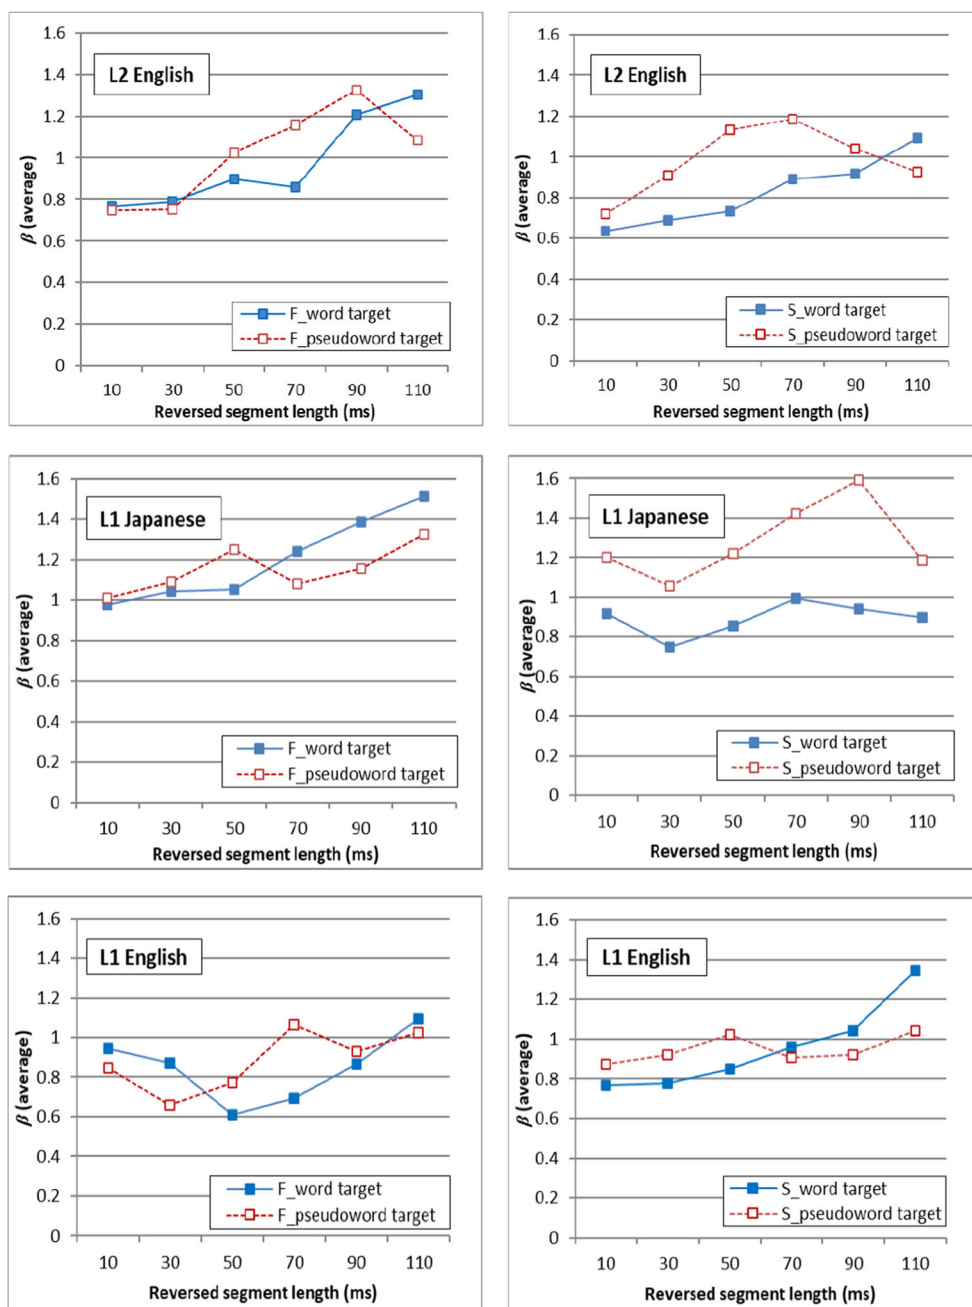 1.6
1.4
1.2
1
0.8
0.6
0.4
0.2
0
β (average)
L2 English
F_word target
F_pseudoword target
10 30 50 70 90 110
Reversed segment length (ms)
1.6
1.4
1.2
1
0.8
0.6
0.4
0.2
0
β (average)
L2 English
S_word target
S_pseudoword target
10 30 50 70 90 110
Reversed segment length (ms)
1.6
1.4
1.2
1
0.8
0.6
0.4
0.2
0
β (average)
L1 Japanese
F_word target
F_pseudoword target
10 30 50 70 90 110
Reversed segment length (ms)
1.6
1.4
1.2
1
0.8
0.6
0.4
0.2
0
β (average)
L1 Japanese
S_word target
S_pseudoword target
10 30 50 70 90 110
Reversed segment length (ms)
1.6
1.4
1.2
1
0.8
0.6
0.4
0.2
0
β (average)
L1 English
F_word target
F_pseudoword target
10 30 50 70 90 110
Reversed segment length (ms)
1.6
1.4
1.2
1
0.8
0.6
0.4
0.2
0
β (average)
L1 English
S_word target
S_pseudoword target
10 30 50 70 90 110
Reversed segment length (ms)